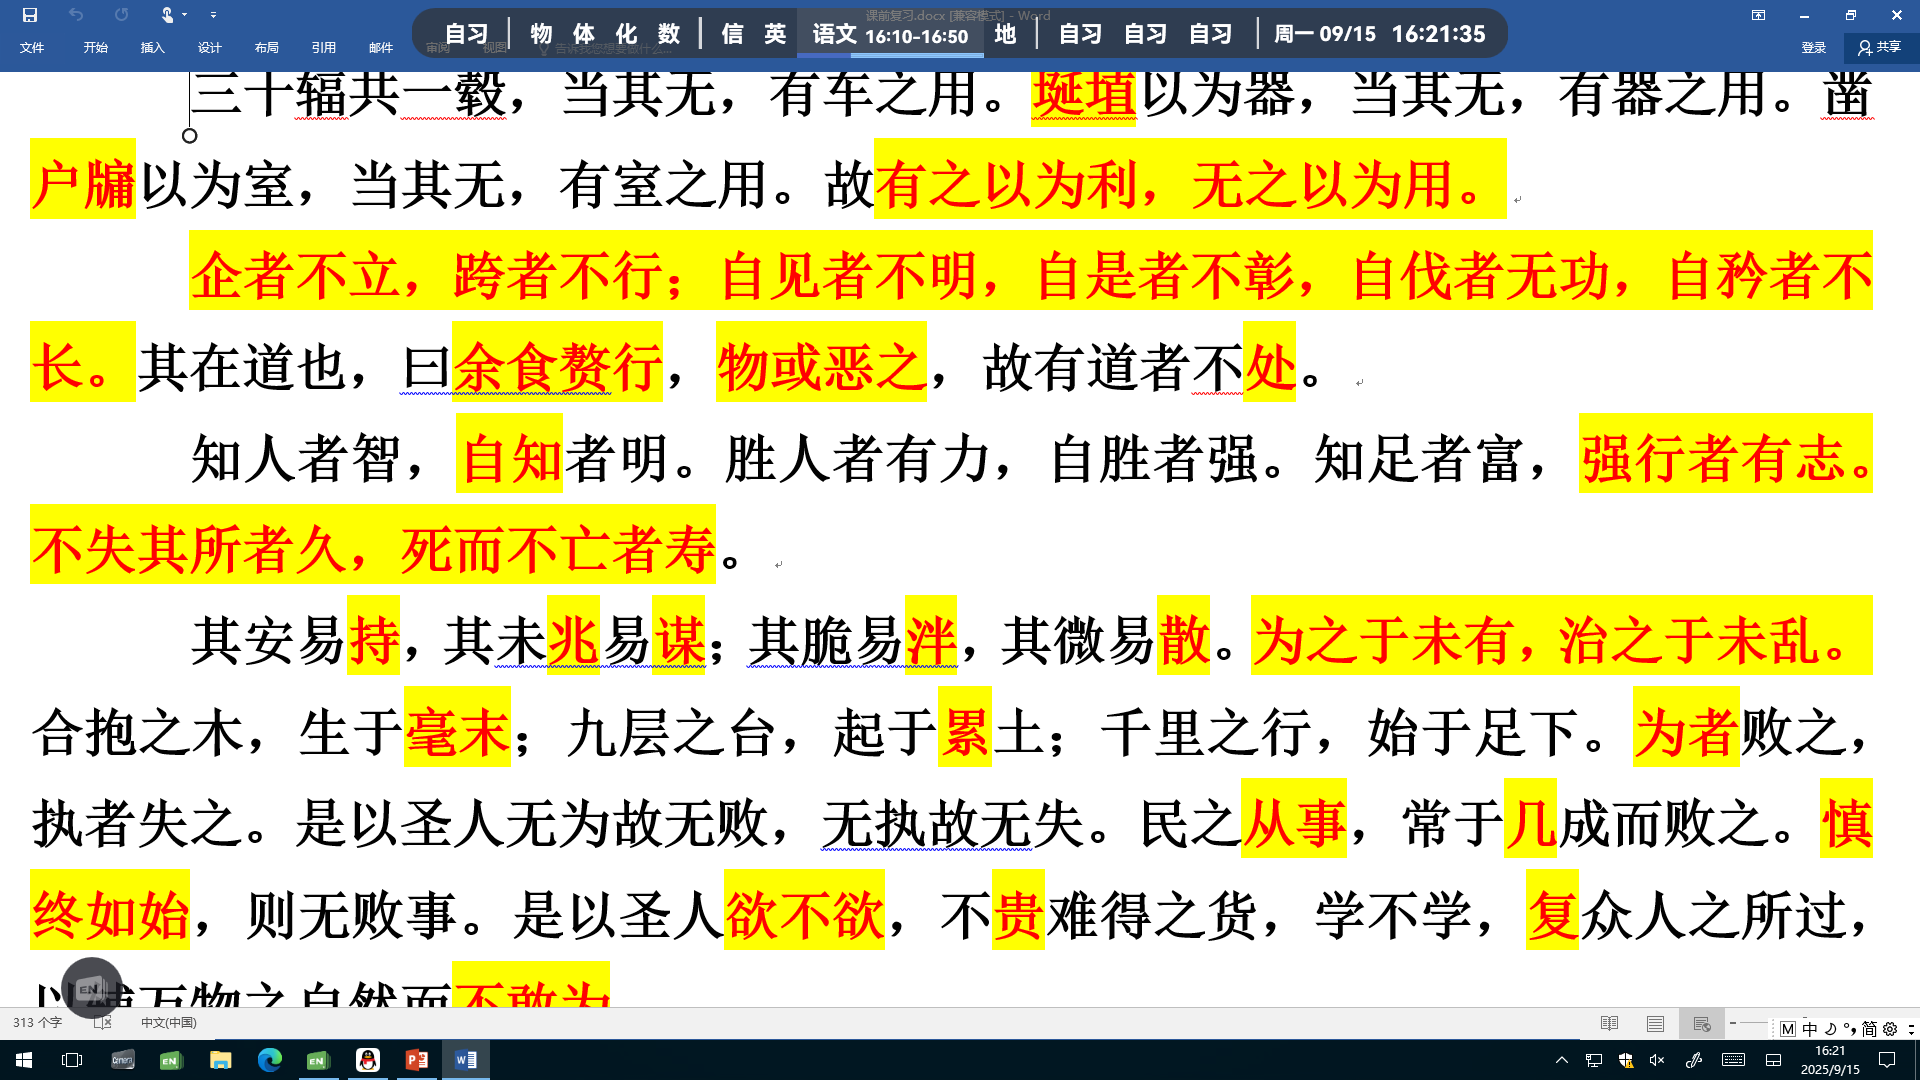 课前复习.docx [兼容模式] - Word
自习 物 体 化 数 信 英 语文 16:10-16:50 地 自习 自习 自习 周一 09/15 16:21:35
文件 开始 插入 设计 布局 引用 邮件 审阅 视图 告诉我您想要做什么... 登录 共享
三十辐共一毂，当其无，有车之用。埏埴以为器，当其无，有器之用。凿
户牖以为室，当其无，有室之用。故有之以为利，无之以为用。
企者不立，跨者不行；自见者不明，自是者不彰，自伐者无功，自矜者不
长。其在道也，曰余食赘行，物或恶之，故有道者不处。
知人者智，自知者明。胜人者有力，自胜者强。知足者富，强行者有志。
不失其所者久，死而不亡者寿。
其安易持，其未兆易谋；其脆易泮，其微易散。为之于未有，治之于未乱。
合抱之木，生于毫末；九层之台，起于累土；千里之行，始于足下。为者败之，
执者失之。是以圣人无为故无败，无执故无失。民之从事，常于几成而败之。慎
终如始，则无败事。是以圣人欲不欲，不贵难得之货，学不学，复众人之所过，
以辅万物之自然而不敢为
EN
313 个字 中文(中国)
M 中 简
Camera EN EN P W
16:21
2025/9/15